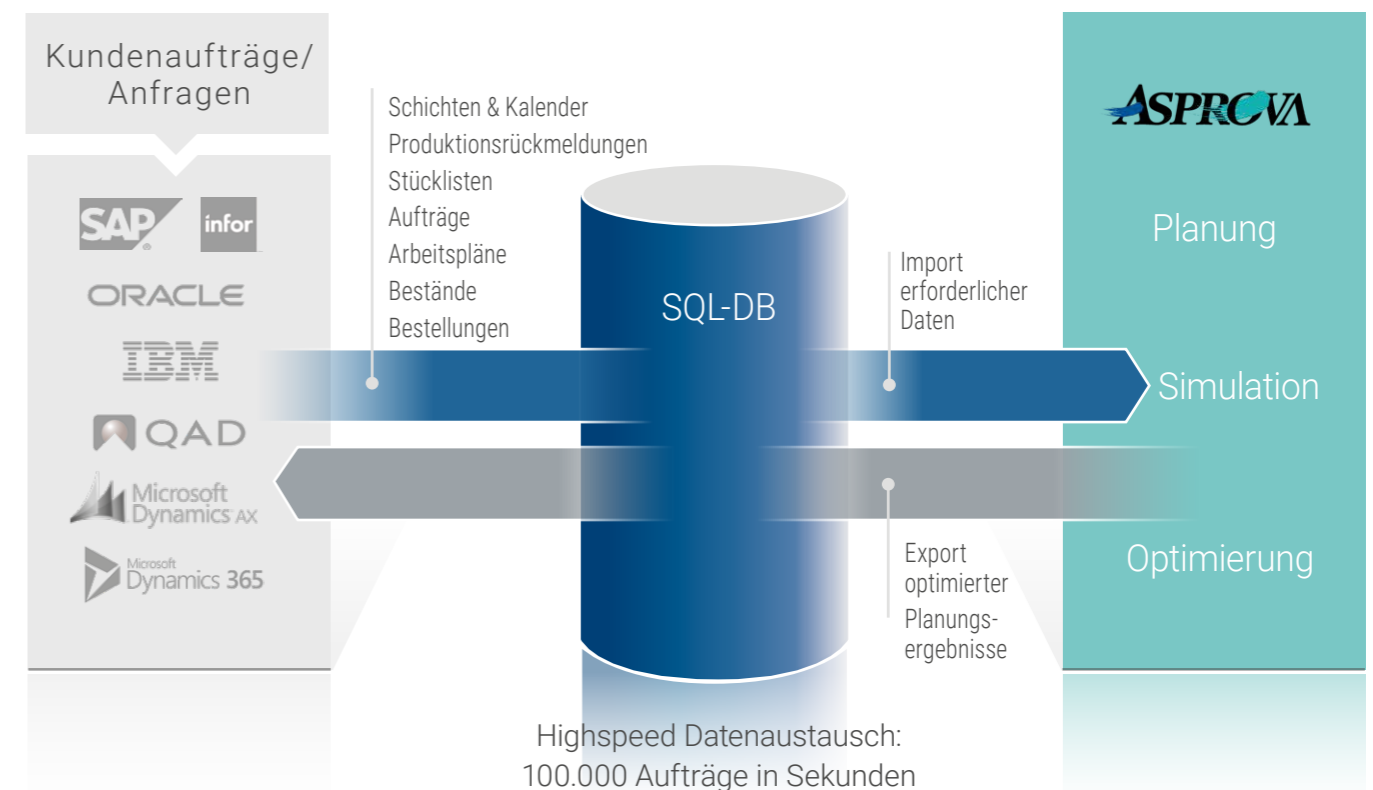 Kundenaufträge/
Anfragen
SAP
®
infor
ORACLE
IBM
QAD
Microsoft
Dynamics AX
Microsoft
Dynamics 365
Schichten & Kalender
Produktionsrückmeldungen
Stücklisten
Aufträge
Arbeitspläne
Bestände
Bestellungen
SQL-DB
Import
erforderlicher
Daten
Export
optimierter
Planungs-
ergebnisse
ASPROVA
Planung
Simulation
Optimierung
Highspeed Datenaustausch:
100.000 Aufträge in Sekunden